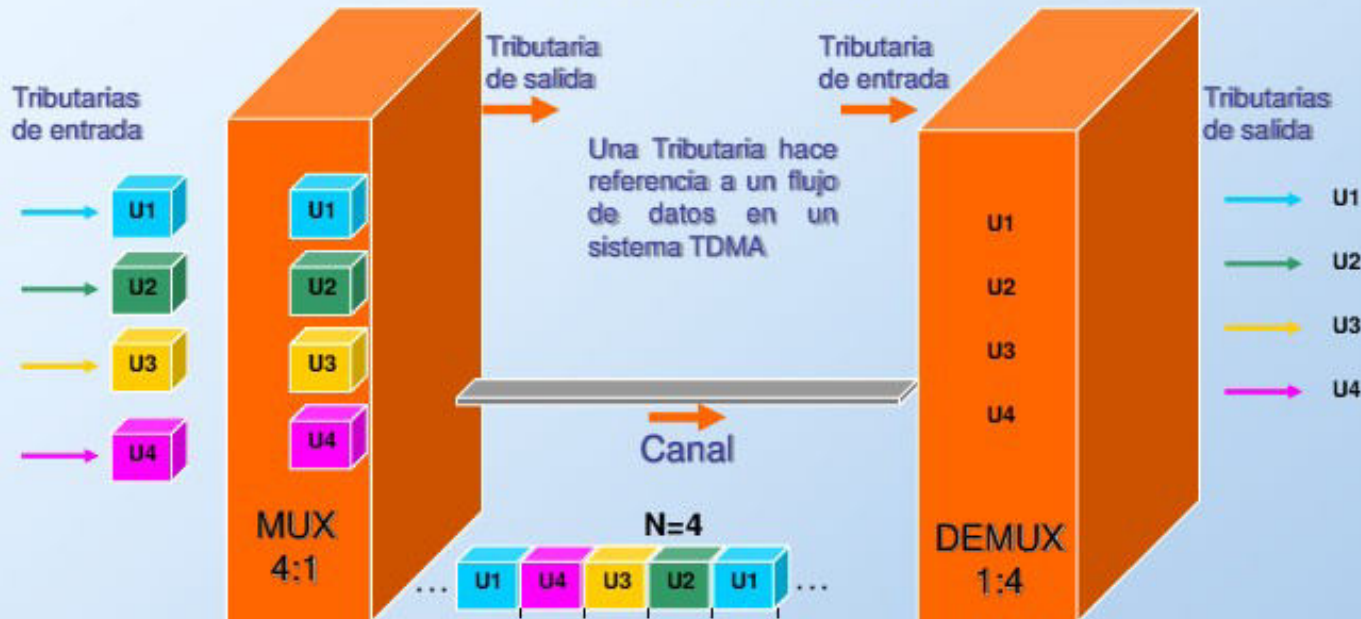 Tributarias
de entrada
U1
U2
U3
U4
U1
U2
U3
U4
MUX
4:1
Tributaria
de salida
Tributaria
de entrada
Una Tributaria hace
referencia a un flujo
de datos en un
sistema TDMA
Canal
N=4
... U1 U4 U3 U2 U1 ...
U1
U2
U3
U4
DEMUX
1:4
Tributarias
de salida
U1
U2
U3
U4